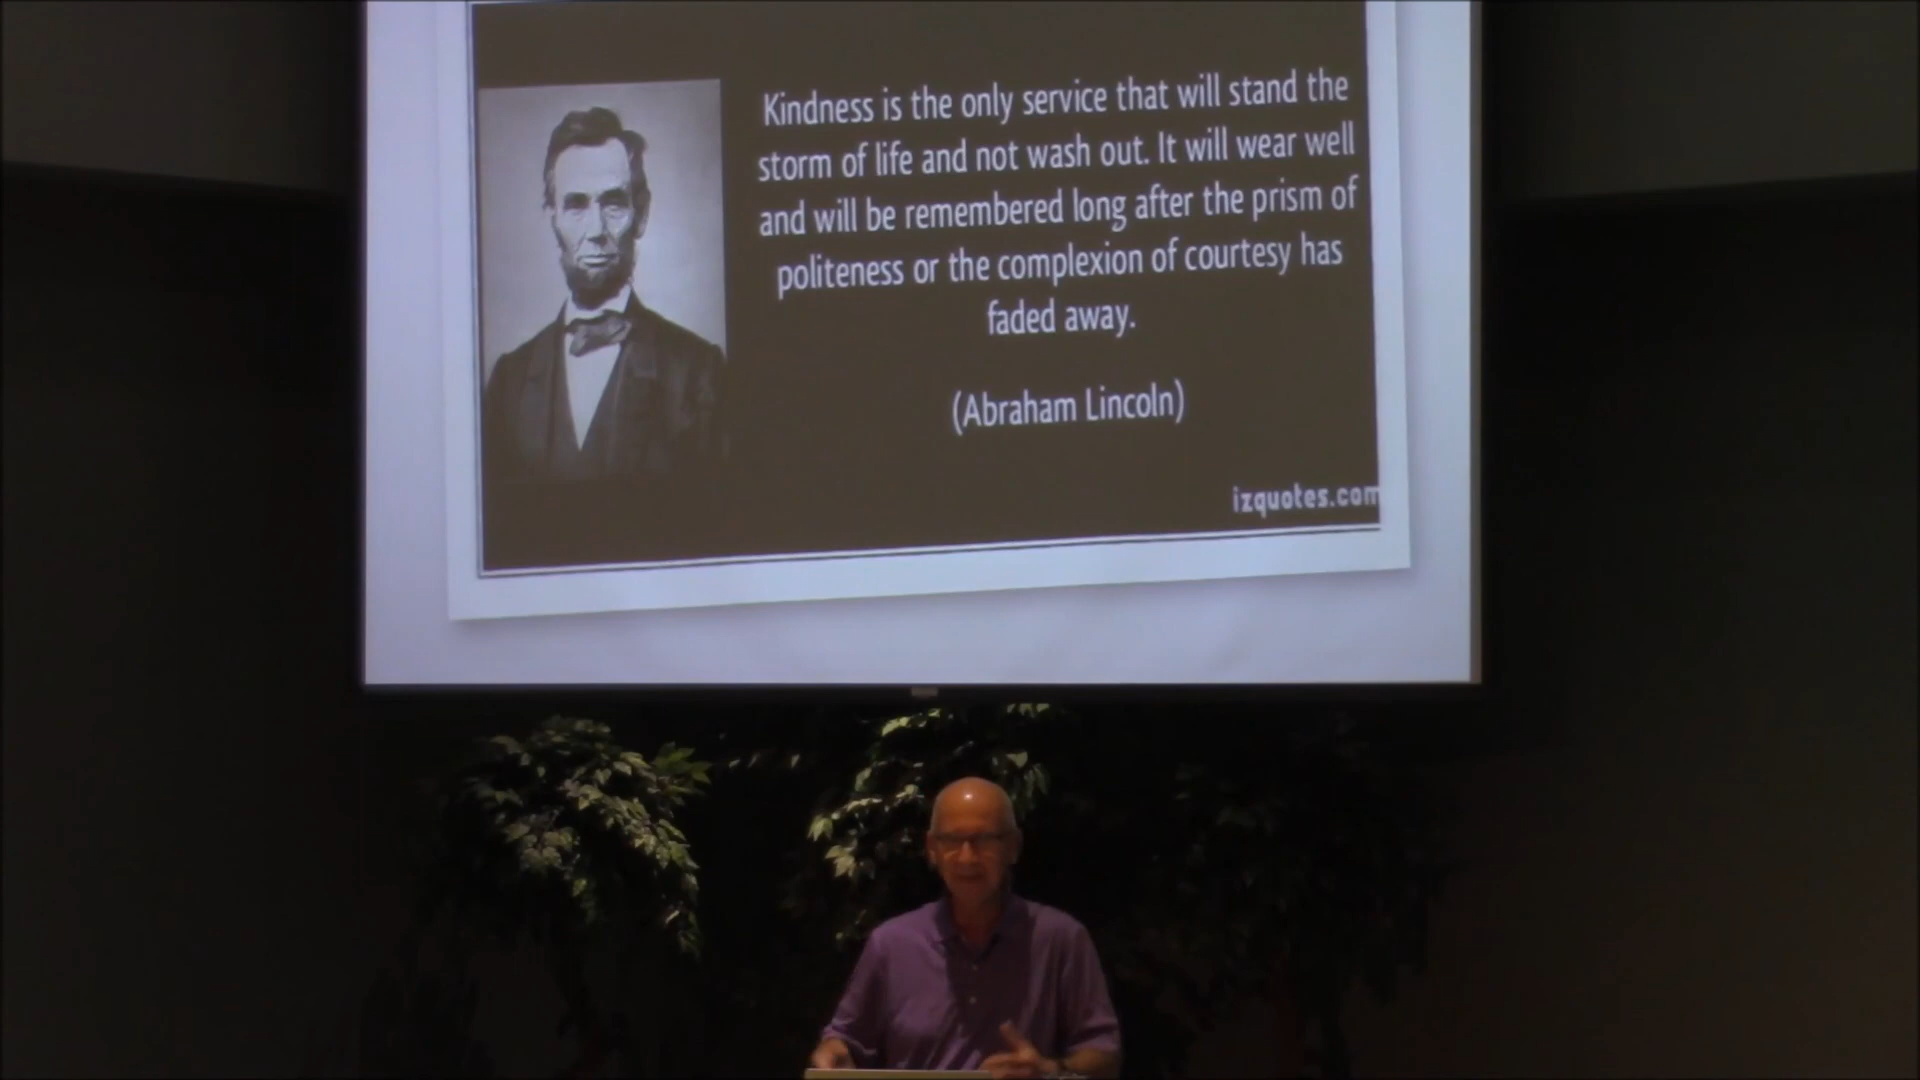 Kindness is the only service that will stand the
storm of life and not wash out. It will wear well
and will be remembered long after the prism of
politeness or the complexion of courtesy has
faded away.
(Abraham Lincoln)
izquotes.com